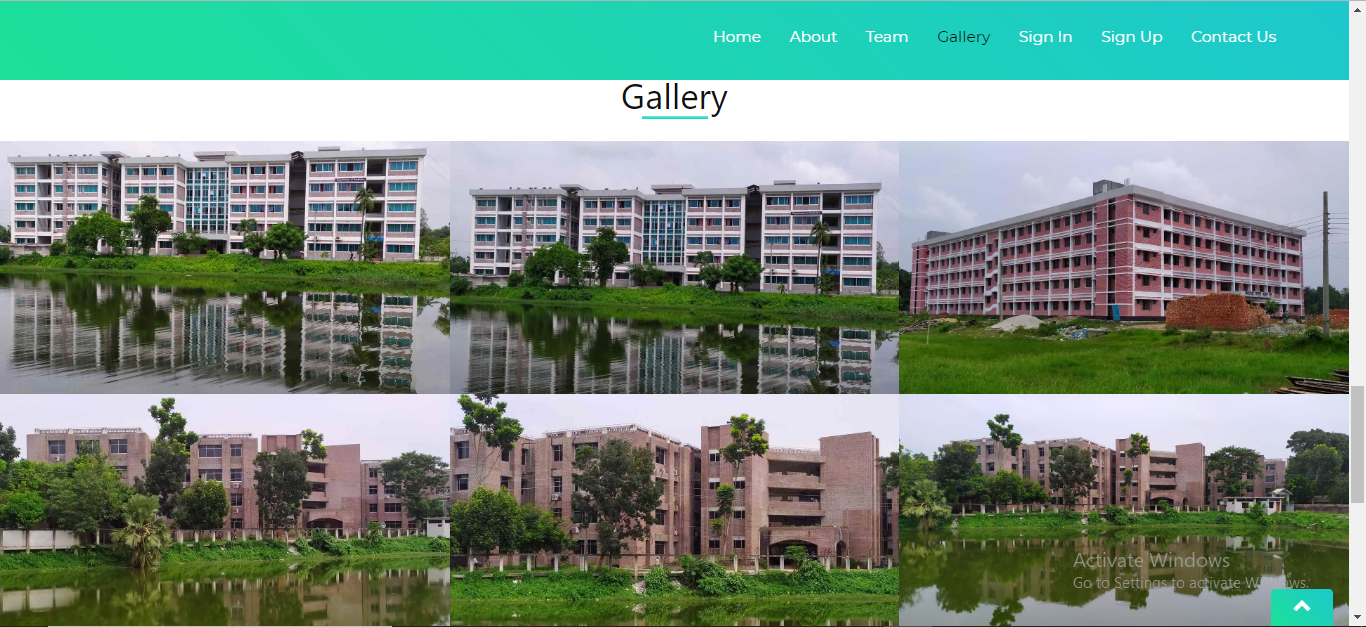 Home About Team Gallery Sign In Sign Up Contact Us
Gallery
Activate Windows
Go to Settings to activate Windows.